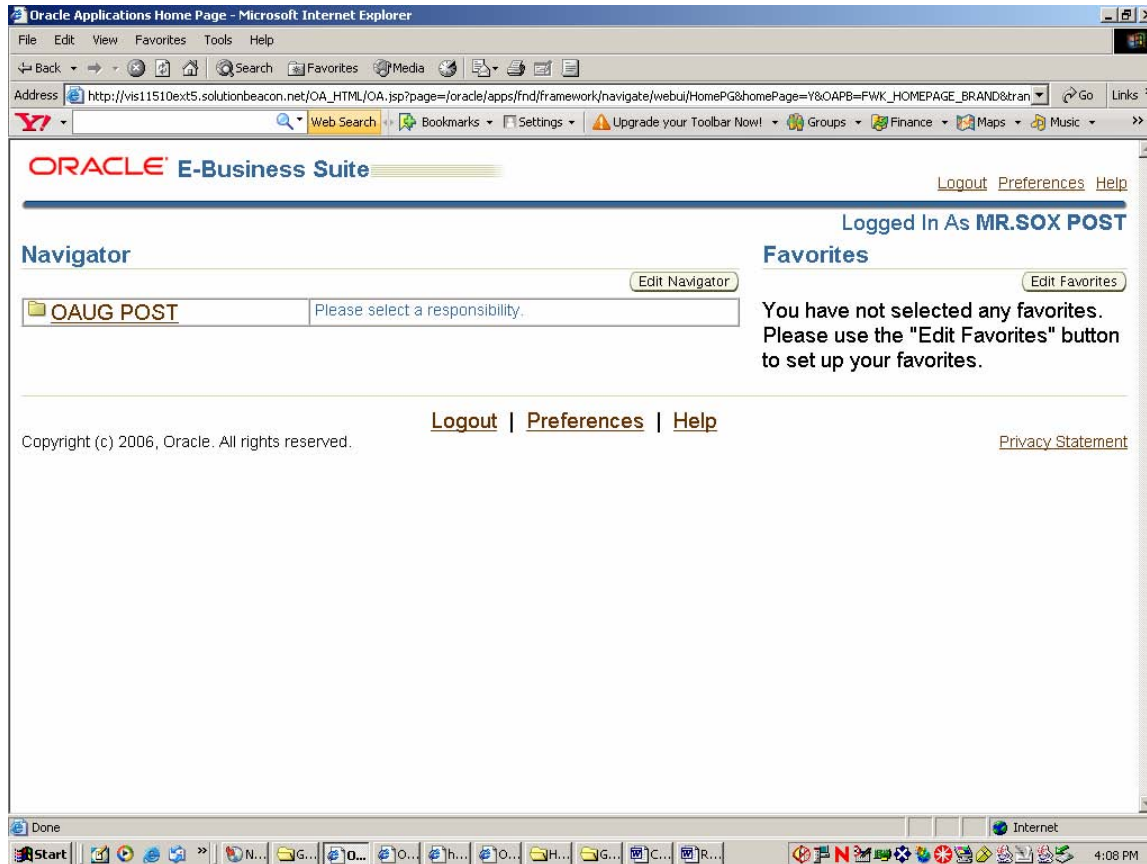 Oracle Applications Home Page - Microsoft Internet Explorer
File Edit View Favorites Tools Help
Back Search Favorites Media
Address http://vis11510ext5.solutionbeacon.net/OA_HTML/OA.jsp?page=/oracle/apps/fnd/framework/navigate/webui/HomePG&homePage=Y&OAPB=FWK_HOMEPAGE_BRAND&tran Go Links
Y! Web Search Bookmarks Settings Upgrade your Toolbar Now! Groups Finance Maps Music »
ORACLE E-Business Suite
Logout Preferences Help
Logged In As MR.SOX POST
Navigator
Edit Navigator
OAUG POST Please select a responsibility.
Favorites
Edit Favorites
You have not selected any favorites.
Please use the "Edit Favorites" button
to set up your favorites.
Logout | Preferences | Help
Copyright (c) 2006, Oracle. All rights reserved.
Privacy Statement
Done Internet
Start » N... G... O... O... h... O... H... G... C... R... N 4:08 PM